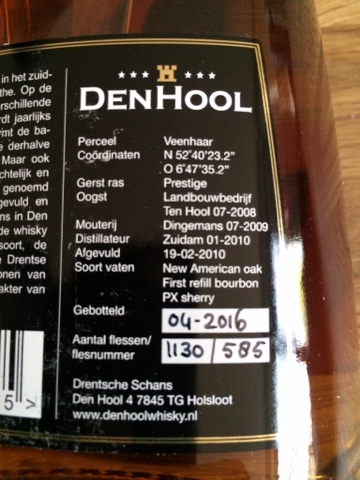 in het zuid-
the. Op de
erschillende
rdt jaarlijks
mt de ba-
e derhalve
Maar ook
chtelijk en
genoemd
gevuld en
ns in Den
de whisky
soort, de
e Drentse
onen van
akter van
5 >
DENHOOL
Perceel Veenhaar
Coördinaten N 52°40'23.2"
O 6°47'35.2"
Gerst ras Prestige
Oogst Landbouwbedrijf
Ten Hool 07-2008
Mouterij Dingemans 07-2009
Distillateur Zuidam 01-2010
Afgevuld 19-02-2010
Soort vaten New American oak
First refill bourbon
PX sherry
Gebotteld 04-2016
Aantal flessen/
flesnummer 1130/585
Drentsche Schans
Den Hool 4 7845 TG Holsloot
www.denhoolwhisky.nl